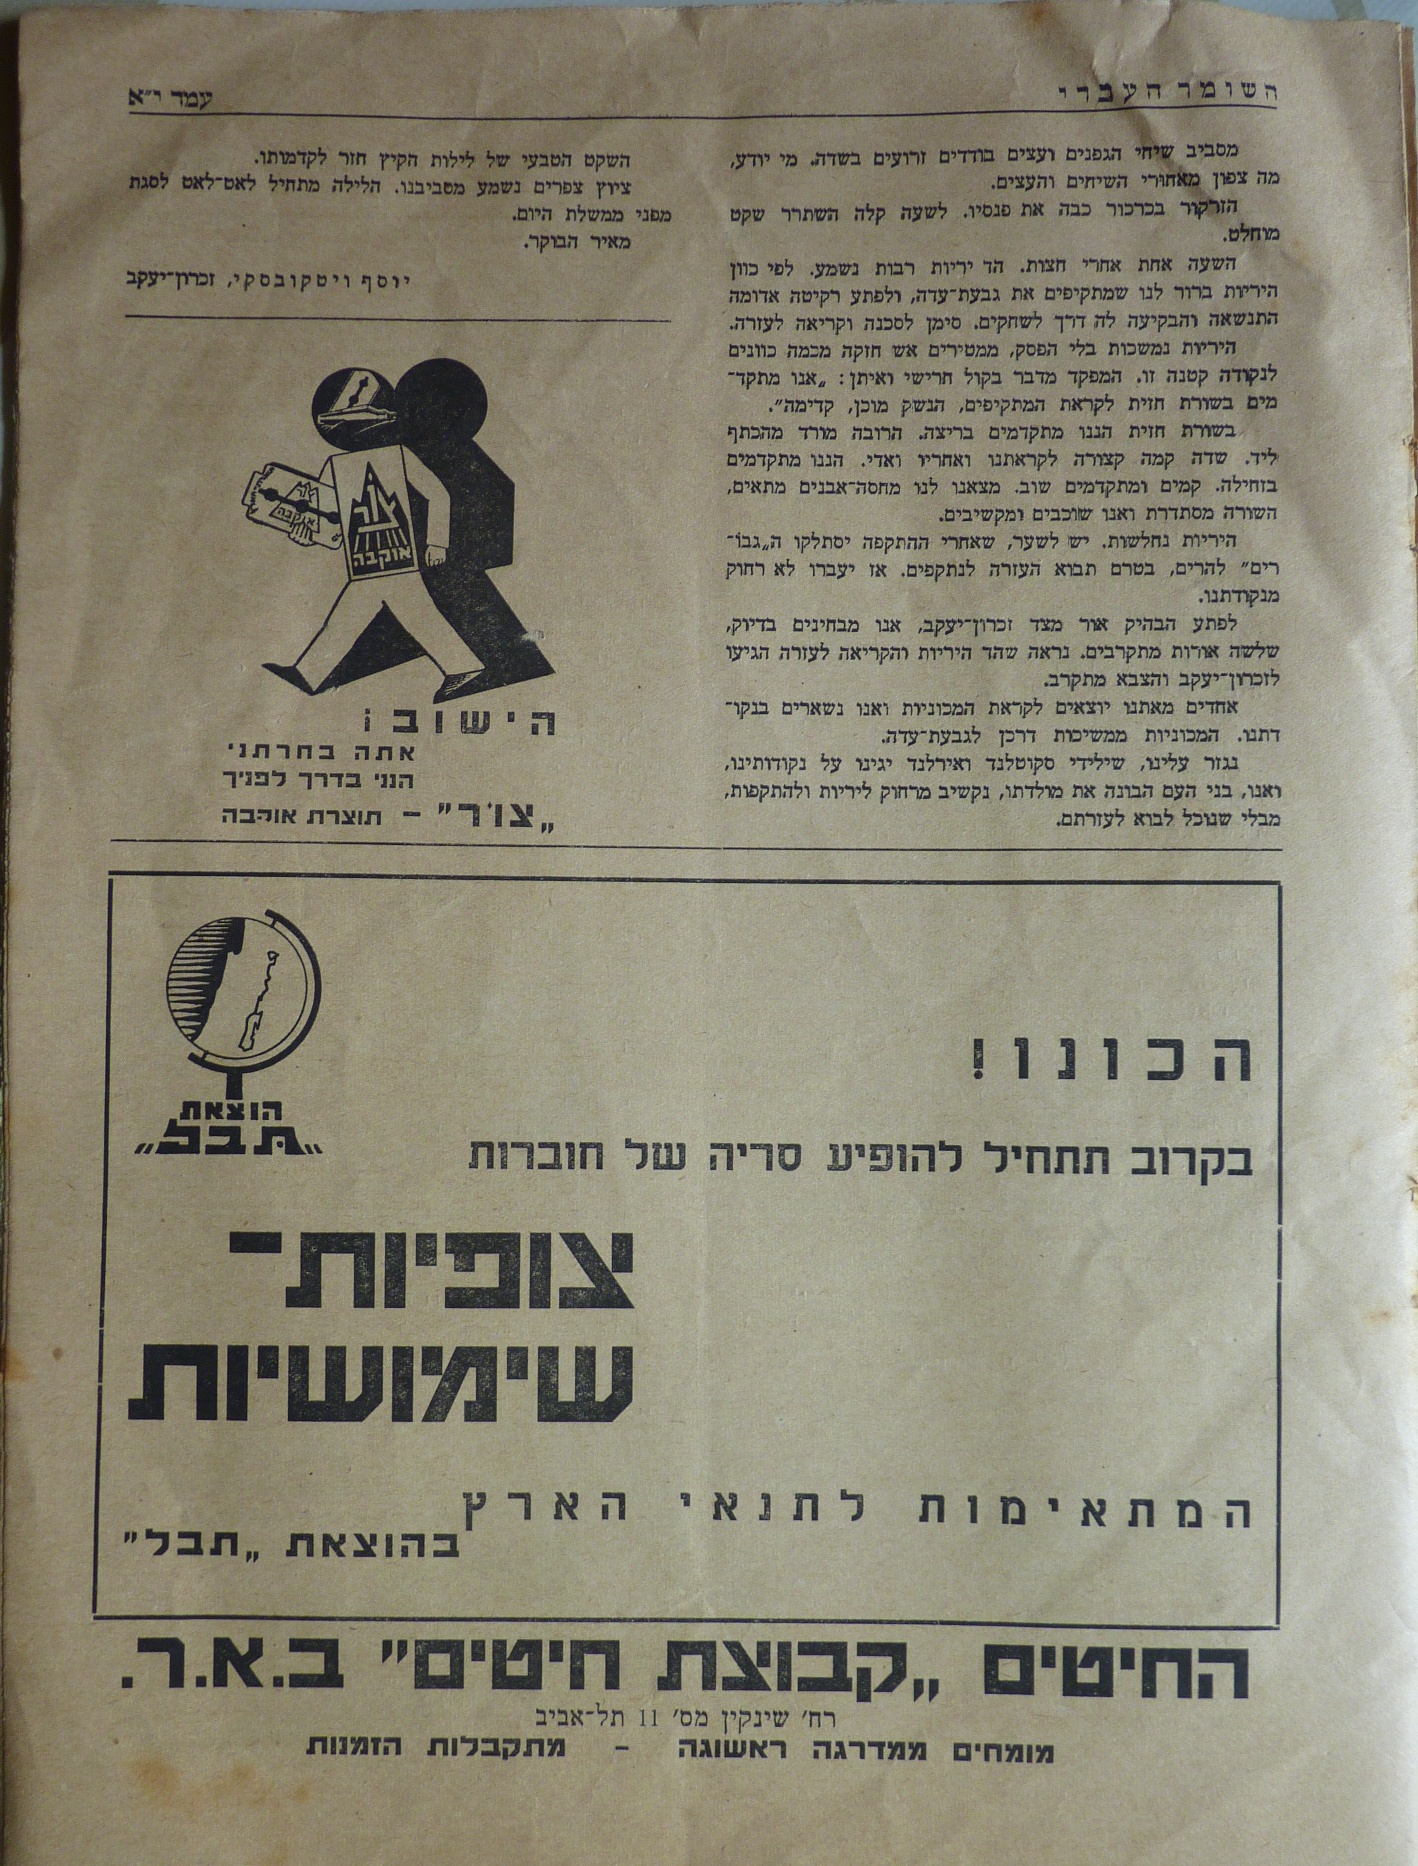 השומר העברי
עמד י״א
מסביב שיחי הגפנים ועצים בודדים זרועים בשדה. מי יודע,
מה צפון מאחורי השיחים והעצים.
הזרקור בכרכור כבה את פנסיו. לשעה קלה השתרר שקט
מוחלט.
השעה אחת אחרי חצות. הד יריות רבות נשמע. לפי כוון
היריות ברור לנו שמתקיפים את גבעת־עדה, ולפתע רקיטה אדומה
התנשאה והבקיעה לה דרך לשחקים. סימן לסכנה וקריאה לעזרה.
היריות נמשכות בלי הפסק, ממטירים אש חזקה מכמה כוונים
לנקודה קטנה זו. המפקד מדבר בקול חרישי ואיתן: „אנו מתקד־
מים בשורת חזית לקראת המתקיפים, הנשק מוכן, קדימה״.
בשורת חזית הננו מתקדמים בריצה. הרובה מורד מהכתף
ליד. שדה קמה קצורה לקראתנו ואחריו ואדי. הננו מתקדמים
בזחילה. קמים ומתקדמים שוב. מצאנו לנו מחסה־אבנים מתאים,
השורה מסתדרת ואנו שוכבים ומקשיבים.
היריות נחלשות. יש לשער, שאחרי ההתקפה יסתלקו ה„גבו־
רים״ להרים, בטרם תבוא העזרה לנתקפים. אז יעברו לא רחוק
מנקודתנו.
לפתע הבהיק אור מצד זכרון־יעקב, אנו מבחינים בדיוק,
שלשה אורות מתקרבים. נראה שהד היריות והקריאה לעזרה הגיעו
לזכרון־יעקב והצבא מתקרב.
אחדים מאתנו יוצאים לקראת המכוניות ואנו נשארים בנקו־
דתנו. המכוניות ממשיכות דרכן לגבעת־עדה.
נגזר עלינו, שילידי סקוטלנד ואירלנד יגינו על נקודותינו,
ואנו, בני העם הבונה את מולדתו, נקשיב מרחוק ליריות ולהתקפות,
מבלי שנוכל לבוא לעזרתם.
השקט הטבעי של לילות הקיץ חזר לקדמותו.
ציוץ צפרים נשמע מסביבנו. הלילה מתחיל לאט־לאט לסגת
מפני ממשלת היום.
מאיר הבוקר.
יוסף ויטקובסקי, זכרון־יעקב
אוקבה
אוקבה
הישוב!
אתה בחרתני
הנני בדרך לפניך
„צור״ – תוצרת אוקבה
הוצאת
„תבל״
הכונו!
בקרוב תתחיל להופיע סריה של חוברות
צופיות־
שימושיות
המתאימות לתנאי הארץ
בהוצאת „תבל״
החיטים „קבוצת חיטים״ ב.א.ר.
רח׳ שינקין מס׳ 11 תל־אביב
מומחים ממדרגה ראשונה – מתקבלות הזמנות